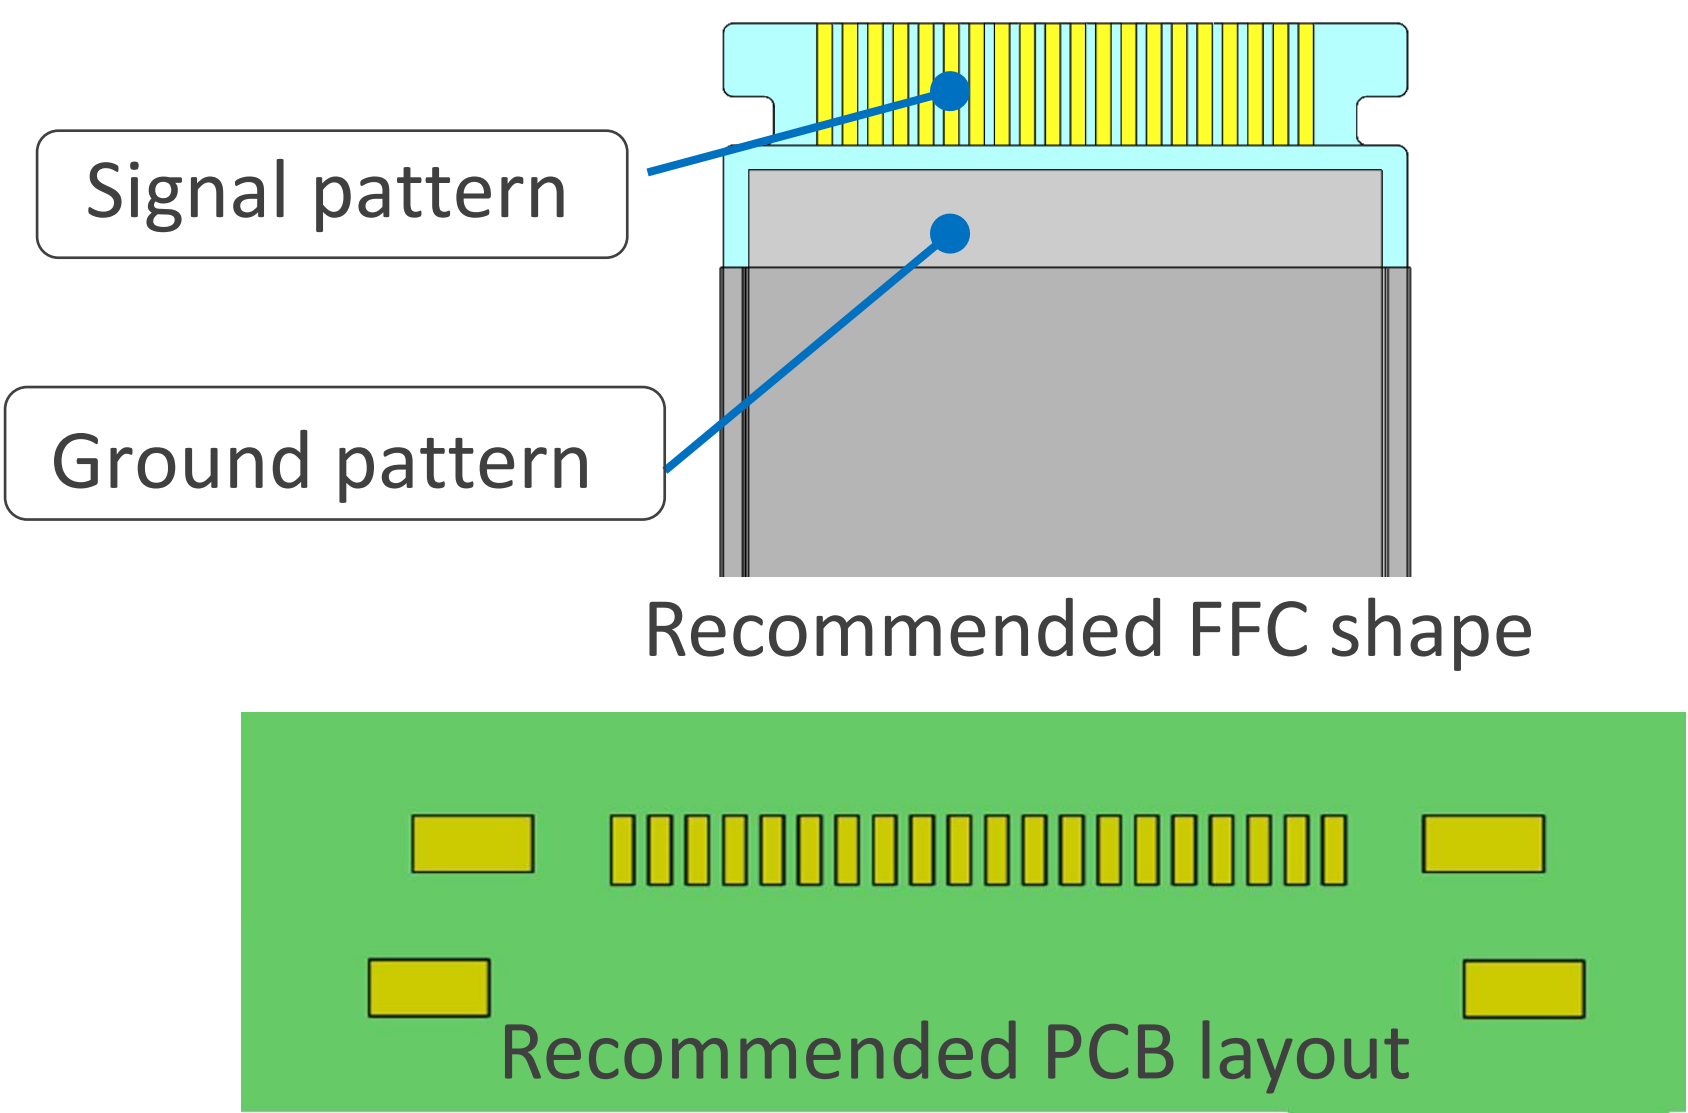 Signal pattern
Ground pattern
Recommended FFC shape
Recommended PCB layout